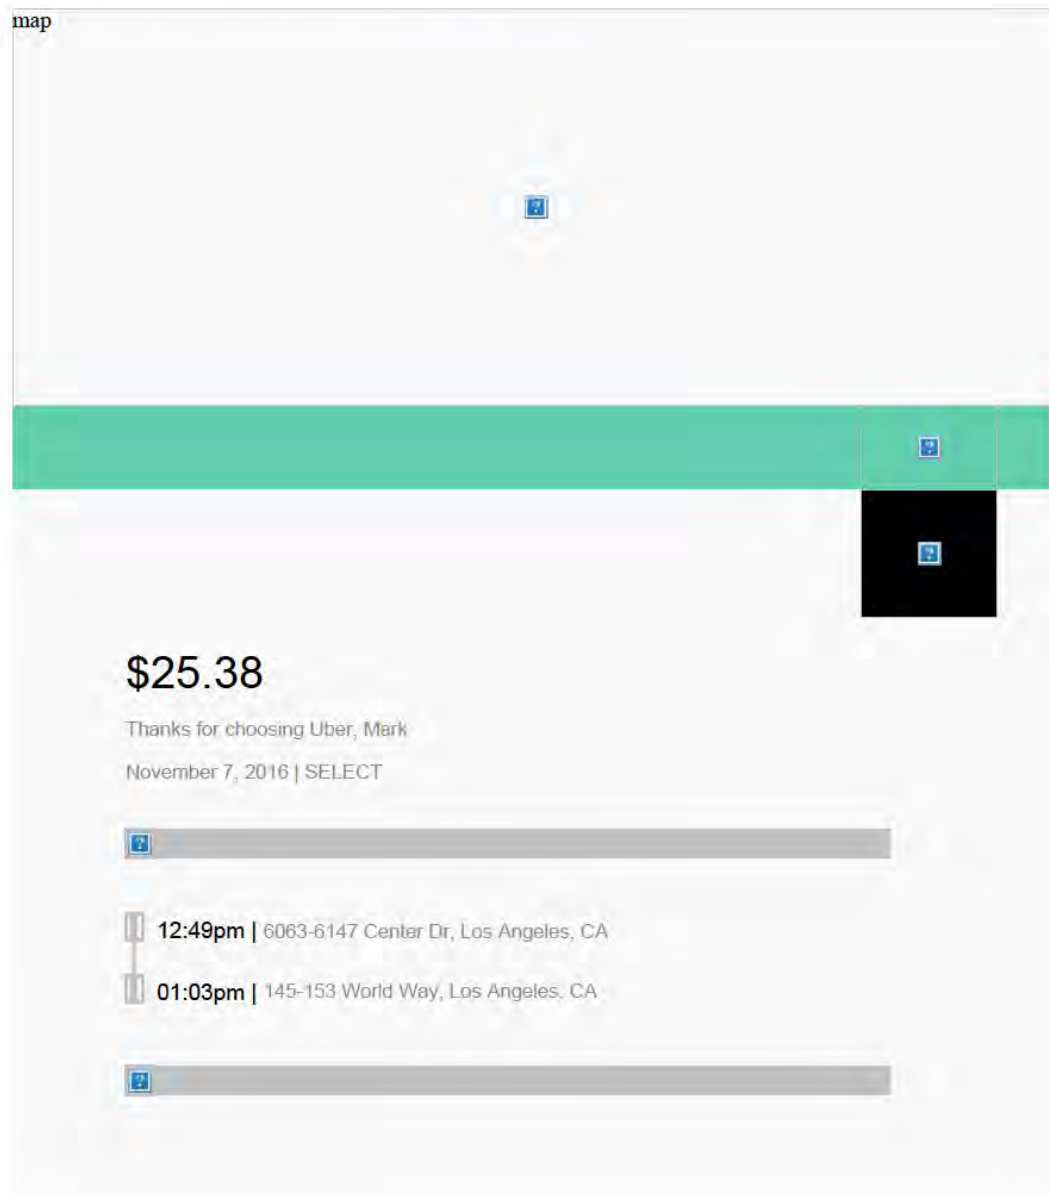 map
$25.38
Thanks for choosing Uber, Mark
November 7, 2016 | SELECT
12:49pm | 6063-6147 Center Dr, Los Angeles, CA
01:03pm | 145-153 World Way, Los Angeles, CA